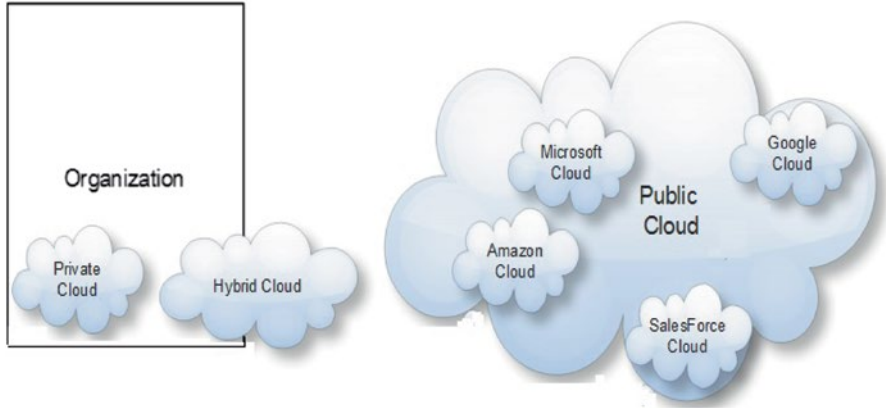 Organization
Private
Cloud
Hybrid Cloud
Microsoft
Cloud
Google
Cloud
Public
Cloud
Amazon
Cloud
SalesForce
Cloud